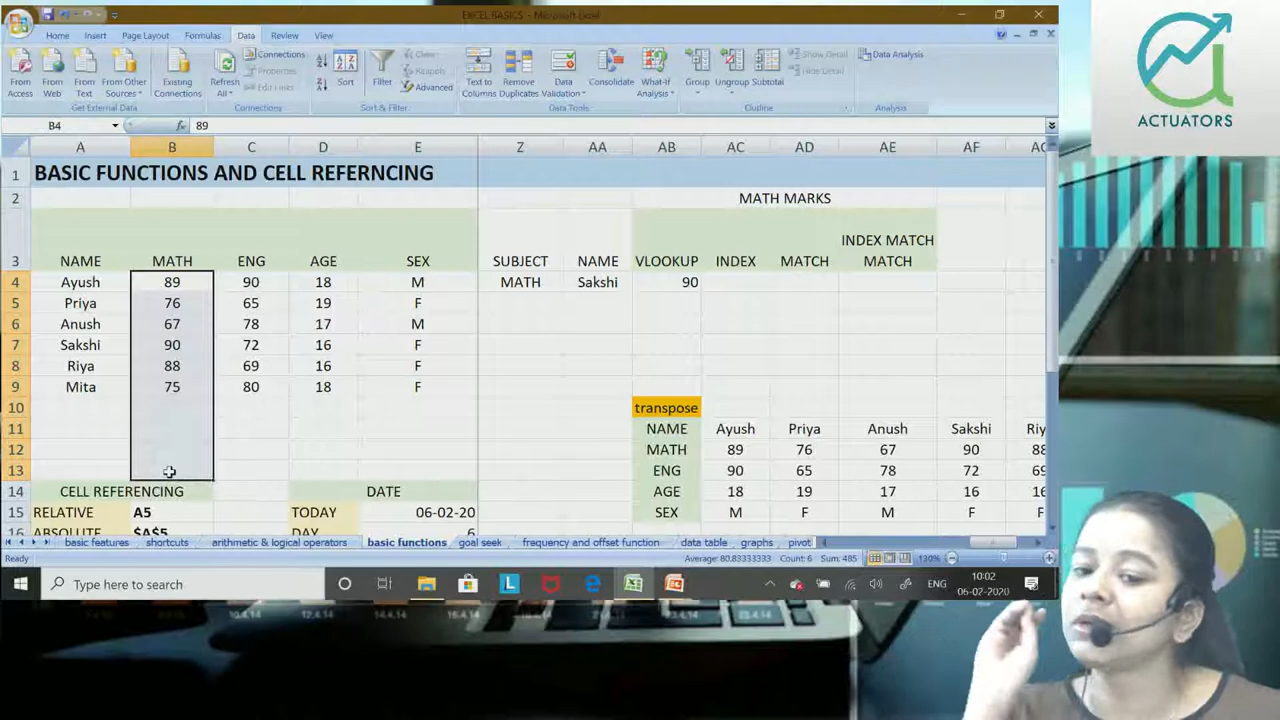 EXCEL BASICS - Microsoft Excel
Home Insert Page Layout Formulas Data Review View
From Access
From Web
From Text
From Other Sources
Existing Connections
Refresh All
Connections
Properties
Edit Links
Sort
Filter
Clear
Reapply
Advanced
Text to Columns
Remove Duplicates
Data Validation
Consolidate
What-If Analysis
Group
Ungroup
Subtotal
Show Detail
Hide Detail
Data Analysis
Get External Data Connections Sort & Filter Data Tools Outline Analysis
ACTUATORS
B4 fx 89
A B C D E Z AA AB AC AD AE AF
1 BASIC FUNCTIONS AND CELL REFERNCING
2 MATH MARKS
INDEX MATCH
3 NAME MATH ENG AGE SEX SUBJECT NAME VLOOKUP INDEX MATCH MATCH
4 Ayush 89 90 18 M MATH Sakshi 90
5 Priya 76 65 19 F
6 Anush 67 78 17 M
7 Sakshi 90 72 16 F
8 Riya 88 69 16 F
9 Mita 75 80 18 F
10 transpose
11 NAME Ayush Priya Anush Sakshi Riy
12 MATH 89 76 67 90 88
13 ENG 90 65 78 72 69
14 CELL REFERENCING DATE AGE 18 19 17 16 16
15 RELATIVE A5 TODAY 06-02-20 SEX M F M F F
16 ABSOLUTE $A$5 DAY 6
basic features shortcuts arithmetic & logical operators basic functions goal seek frequency and offset function data table graphs pivot
Ready Average: 80.83333333 Count: 6 Sum: 485 130%
Type here to search
ENG 10:02
06-02-2020